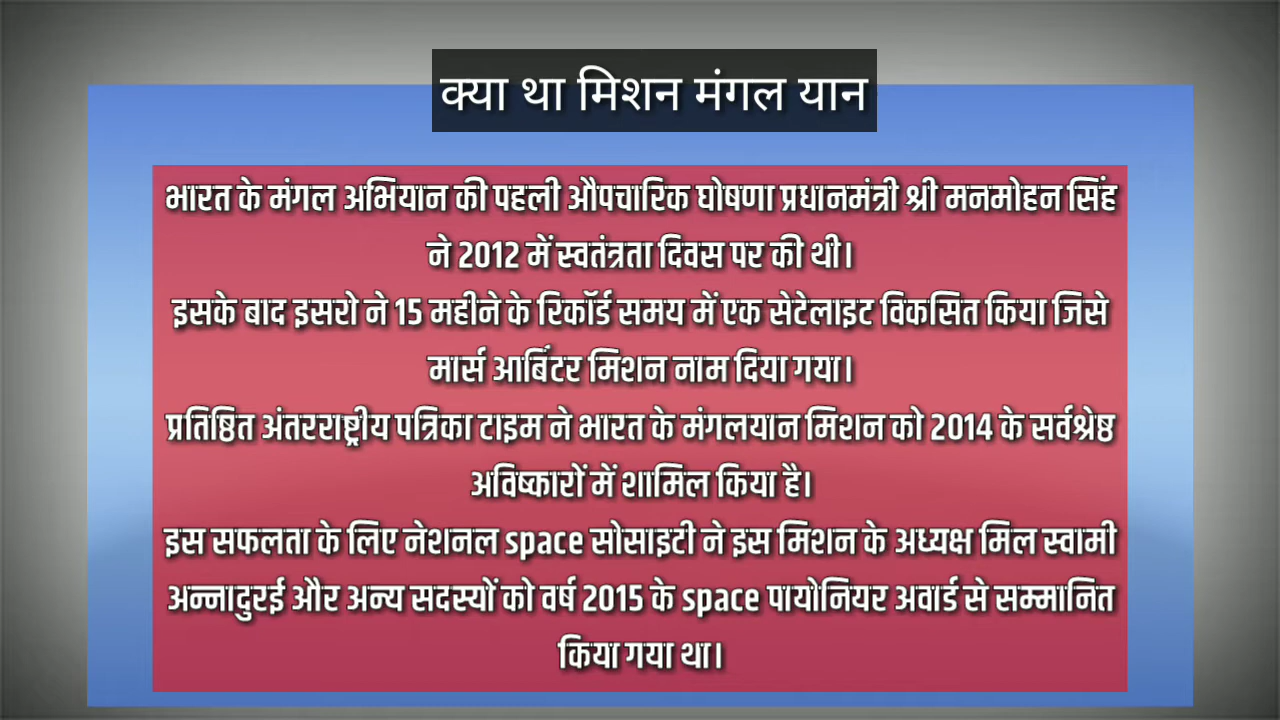 क्या था मिशन मंगल यान
भारत के मंगल अभियान की पहली औपचारिक घोषणा प्रधानमंत्री श्री मनमोहन सिंह
ने 2012 में स्वतंत्रता दिवस पर की थी।
इसके बाद इसरो ने 15 महीने के रिकॉर्ड समय में एक सेटेलाइट विकसित किया जिसे
मार्स आर्बिटर मिशन नाम दिया गया।
प्रतिष्ठित अंतरराष्ट्रीय पत्रिका टाइम ने भारत के मंगलयान मिशन को 2014 के सर्वश्रेष्ठ
अविष्कारों में शामिल किया है।
इस सफलता के लिए नेशनल space सोसाइटी ने इस मिशन के अध्यक्ष मिल स्वामी
अन्नादुरई और अन्य सदस्यों को वर्ष 2015 के space पायोनियर अवार्ड से सम्मानित
किया गया था।